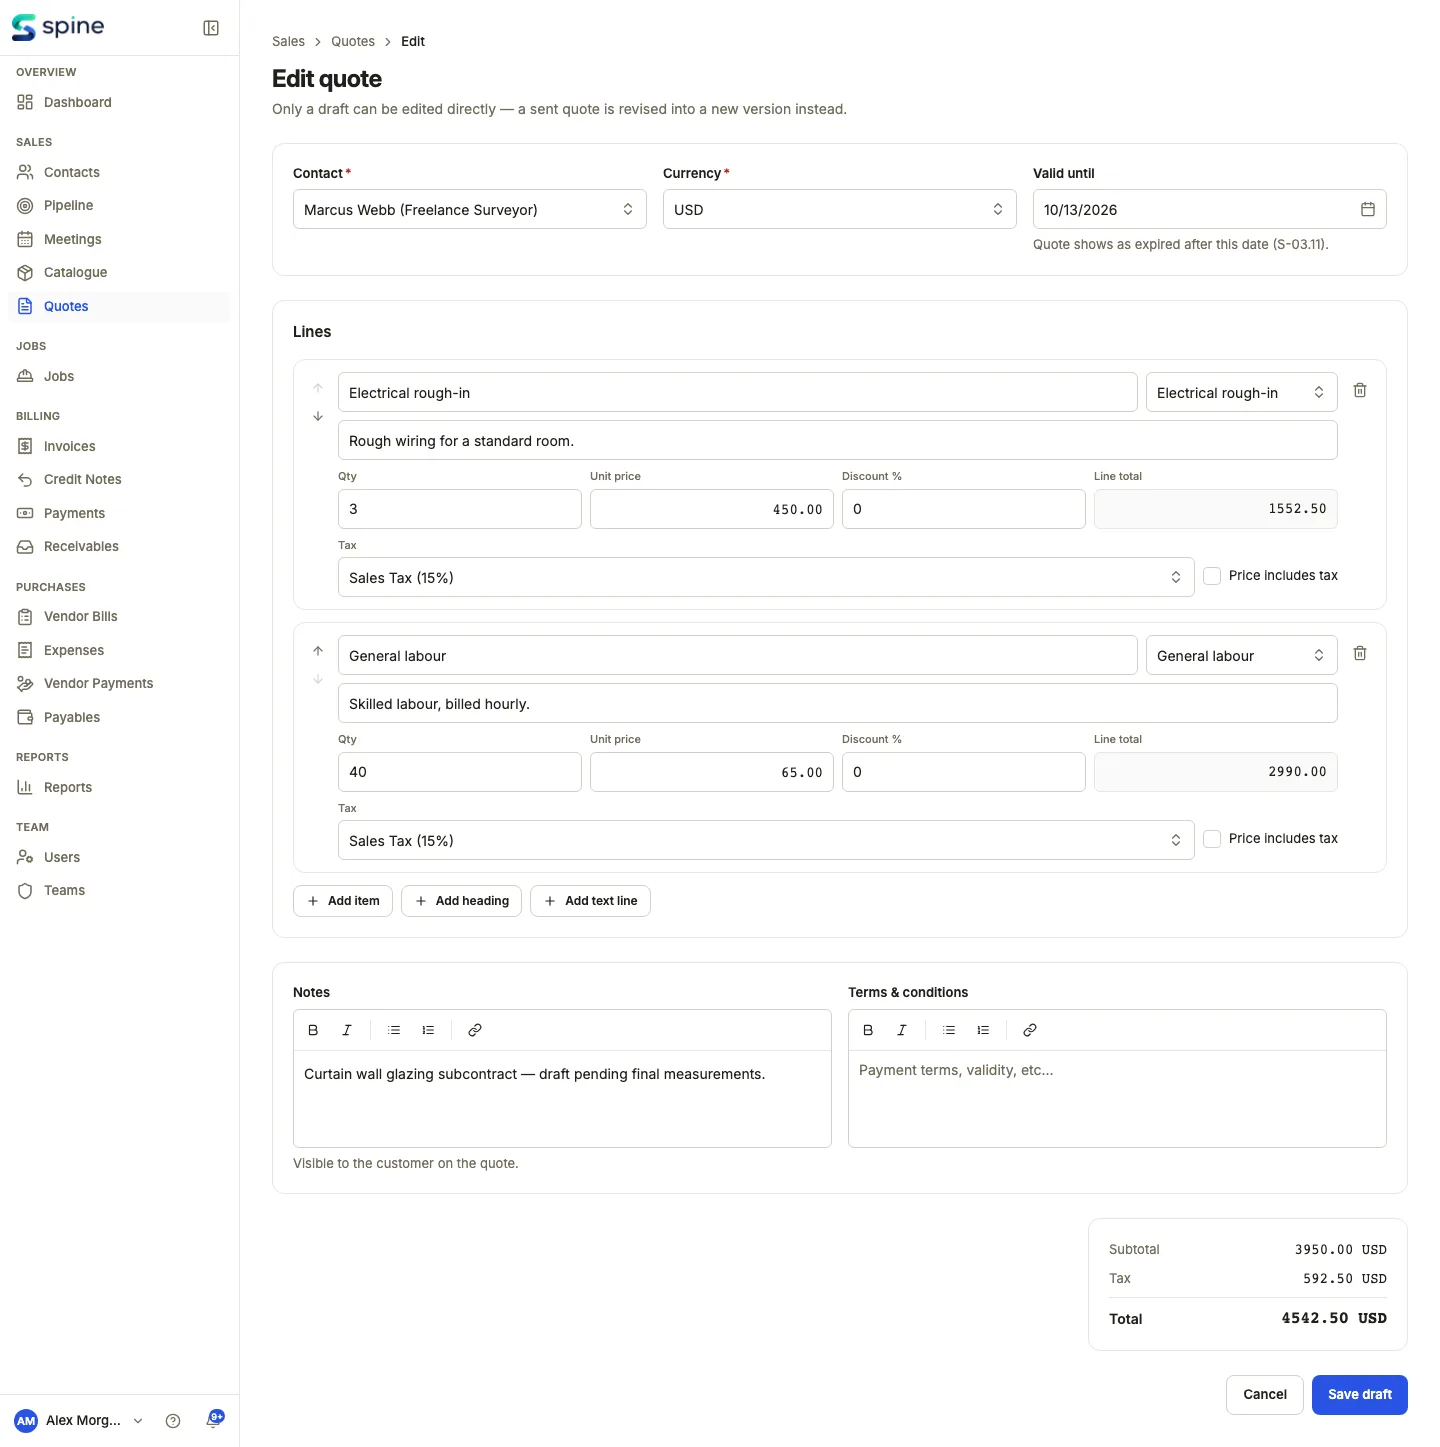 spine
OVERVIEW
Dashboard
SALES
Contacts
Pipeline
Meetings
Catalogue
Quotes
JOBS
Jobs
BILLING
Invoices
Credit Notes
Payments
Receivables
PURCHASES
Vendor Bills
Expenses
Vendor Payments
Payables
REPORTS
Reports
TEAM
Users
Teams
AM Alex Morg... 9+
Sales > Quotes > Edit
Edit quote
Only a draft can be edited directly — a sent quote is revised into a new version instead.
Contact* Currency* Valid until
Marcus Webb (Freelance Surveyor) USD 10/13/2026
Quote shows as expired after this date (S-03.11).
Lines
Electrical rough-in Electrical rough-in
Rough wiring for a standard room.
Qty Unit price Discount % Line total
3 450.00 0 1552.50
Tax
Sales Tax (15%) Price includes tax
General labour General labour
Skilled labour, billed hourly.
Qty Unit price Discount % Line total
40 65.00 0 2990.00
Tax
Sales Tax (15%) Price includes tax
+ Add item + Add heading + Add text line
Notes Terms & conditions
B I B I
Curtain wall glazing subcontract — draft pending final measurements. Payment terms, validity, etc...
Visible to the customer on the quote.
Subtotal 3950.00 USD
Tax 592.50 USD
Total 4542.50 USD
Cancel Save draft